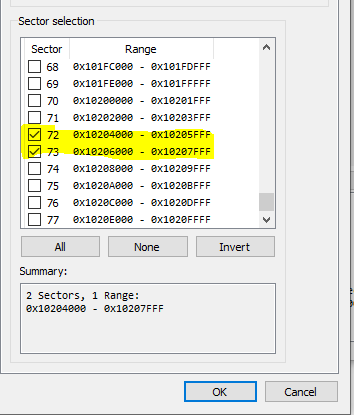 Sector selection
Sector Range
68 0x101FC000 - 0x101FDFFF
69 0x101FE000 - 0x101FFFFF
70 0x10200000 - 0x10201FFF
71 0x10202000 - 0x10203FFF
72 0x10204000 - 0x10205FFF
73 0x10206000 - 0x10207FFF
74 0x10208000 - 0x10209FFF
75 0x1020A000 - 0x1020BFFF
76 0x1020C000 - 0x1020DFFF
77 0x1020E000 - 0x1020FFFF
All None Invert
Summary:
2 Sectors, 1 Range:
0x10204000 - 0x10207FFF
OK Cancel